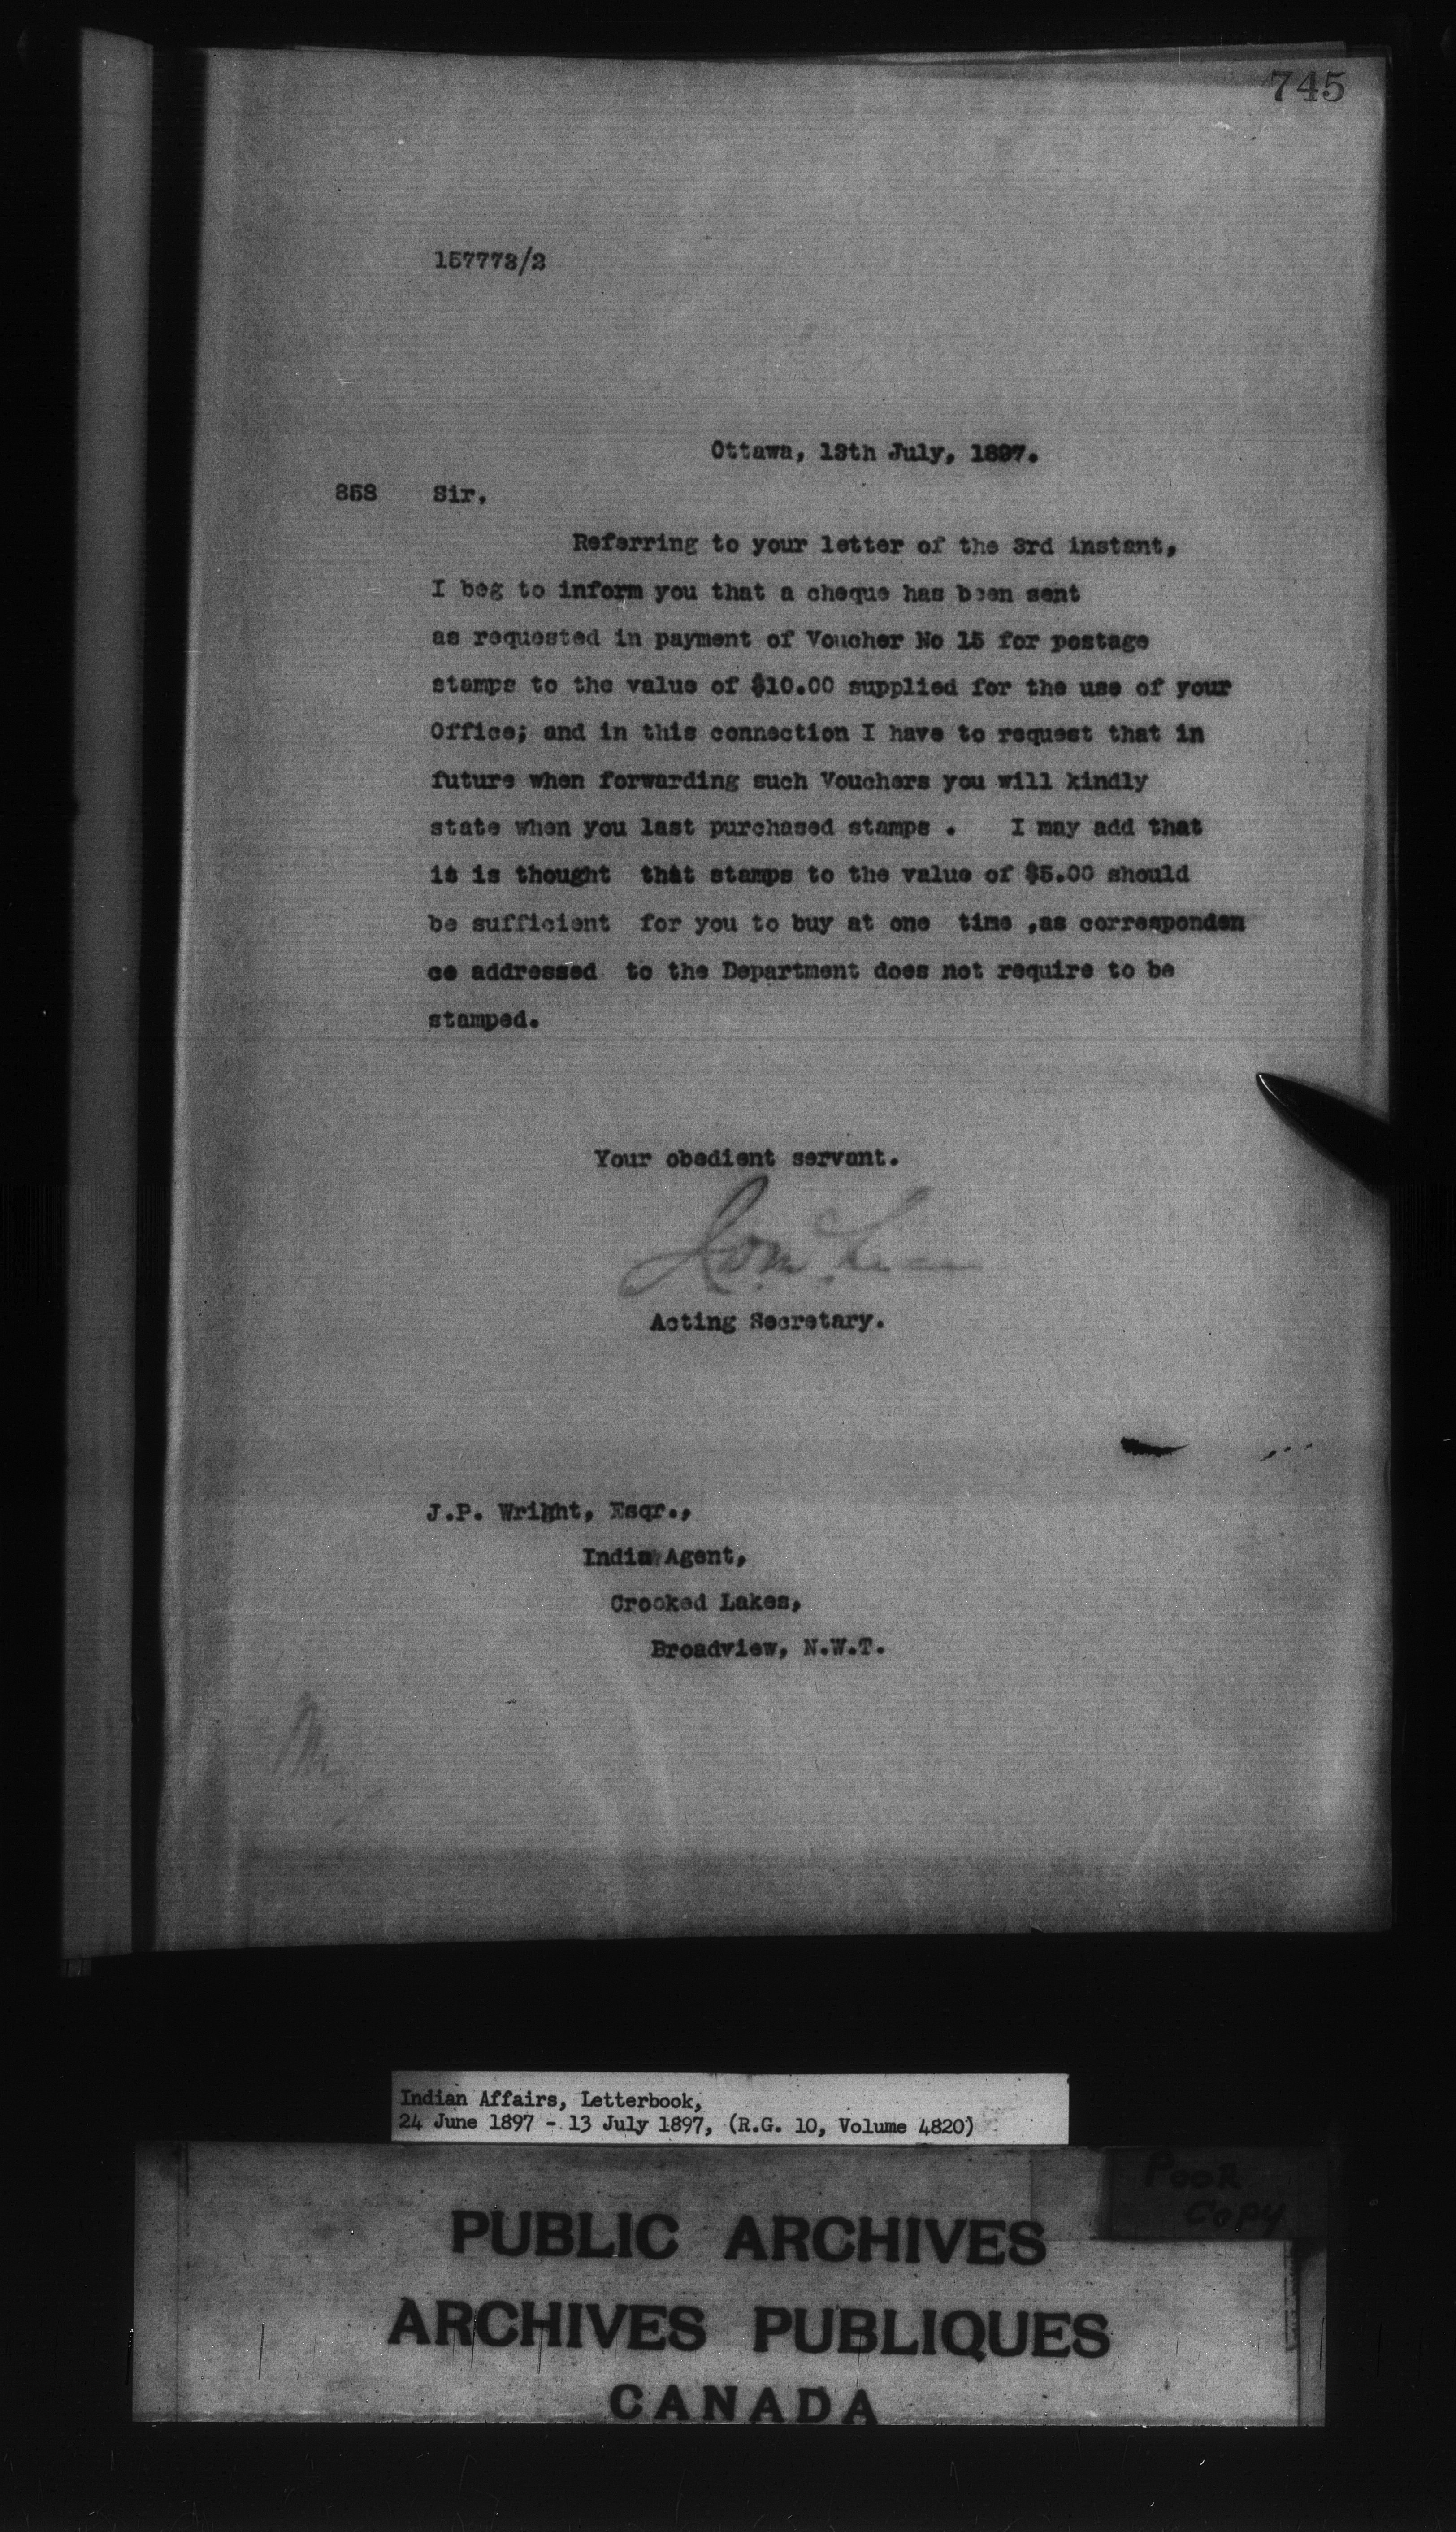 745
157773/2
Ottawa, 13th July, 1897.
Sir,
Referring to your letter of the 3rd instant,
I beg to inform you that a cheque has been sent
as requested in payment of Voucher No 15 for postage
stamps to the value of $10.00 supplied for the use of your
Office; and in this connection I have to request that in
future when forwarding such Vouchers you will kindly
state when you last purchased stamps . I may add that
it is thought that stamps to the value of $5.00 should
be sufficient for you to buy at one time ,as corresponden
ce addressed to the Department does not require to be
stamped.
Your obedient servant.
Acting Secretary.
J.P. Wright, Esqr.,
Indian Agent,
Crooked Lakes,
Broadview, N.W.T.
Indian Affairs, Letterbook,
24 June 1897 - 13 July 1897, (R.G. 10, Volume 4820)
POOR
COPY
PUBLIC ARCHIVES
ARCHIVES PUBLIQUES
CANADA